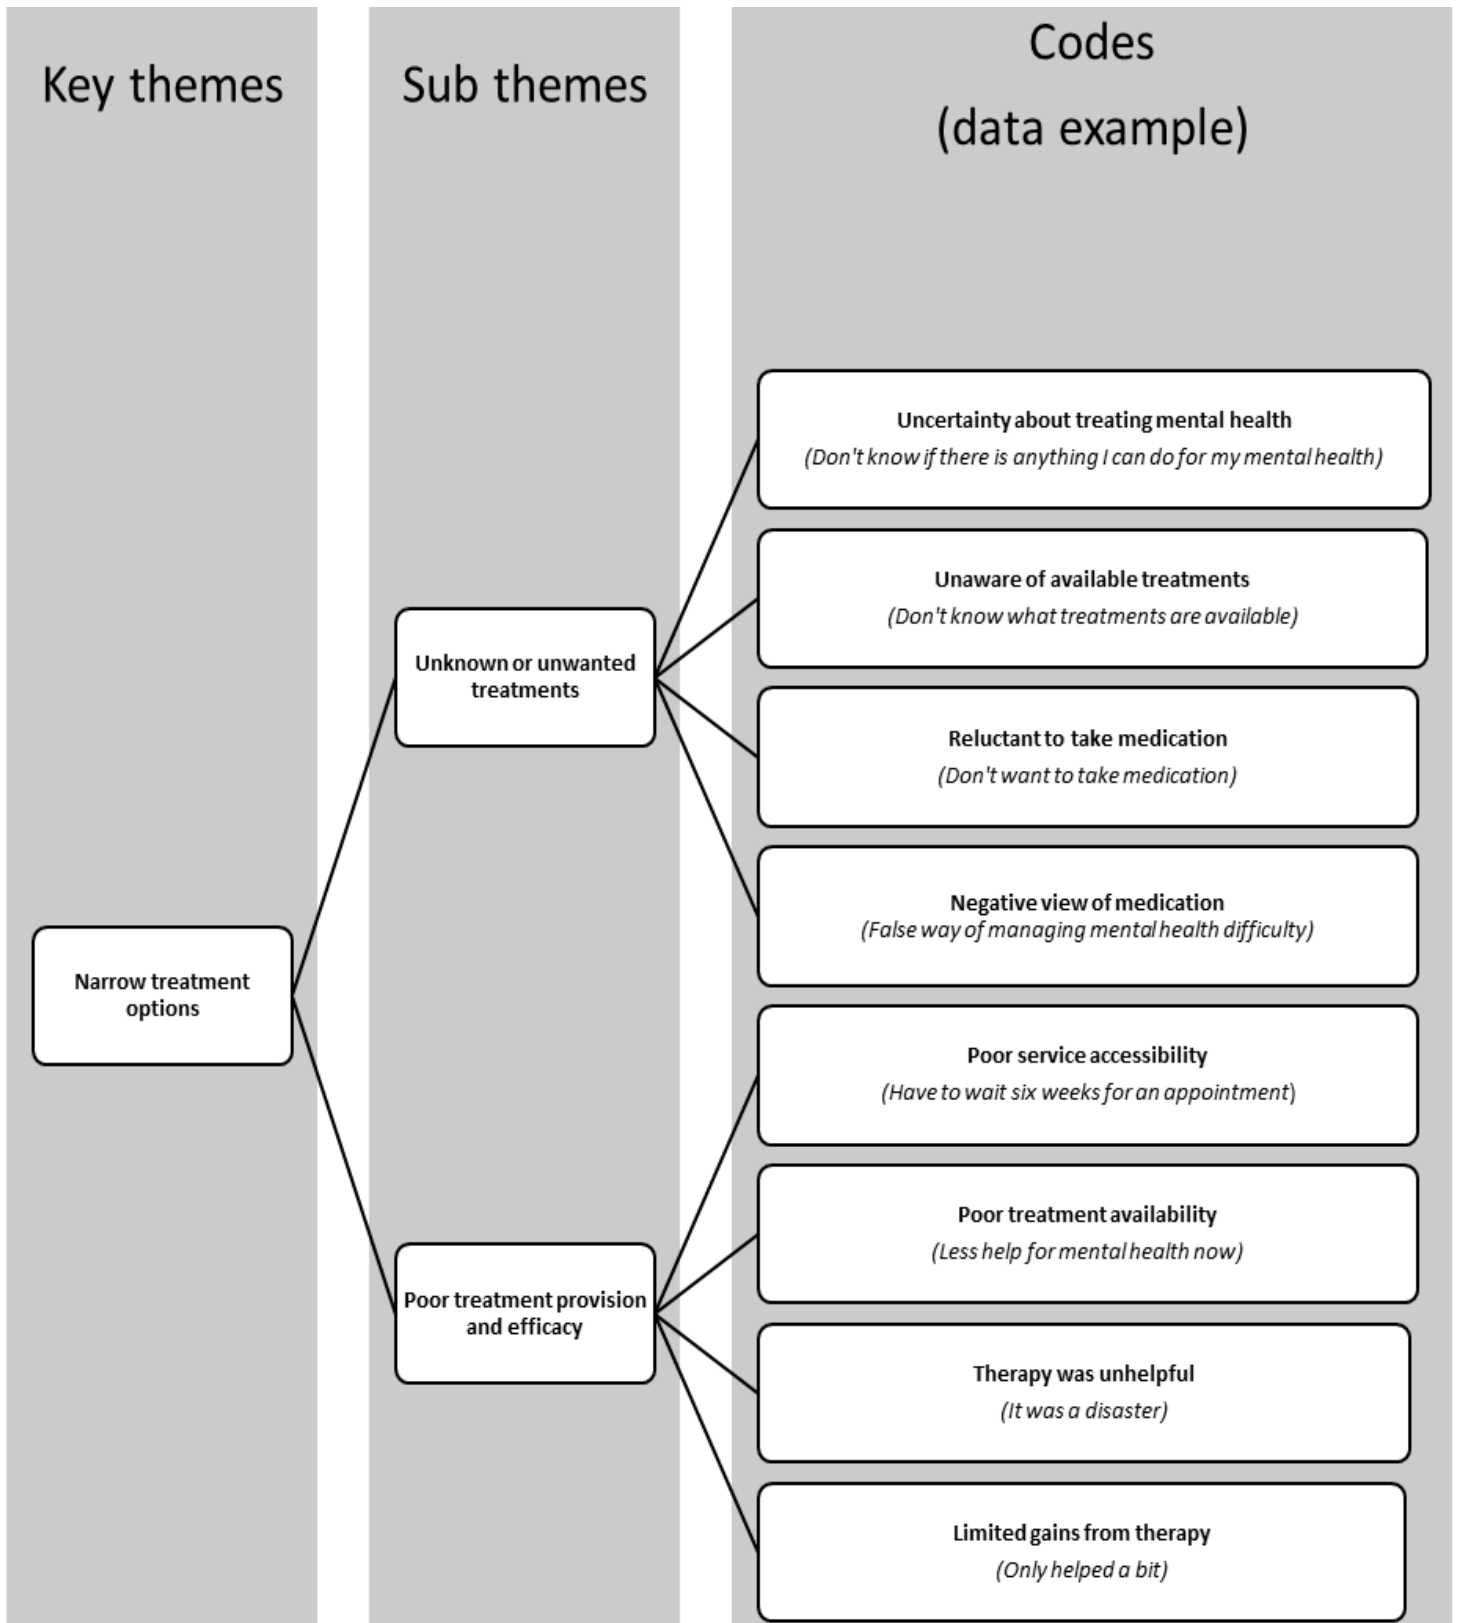 Key themes
Sub themes
Codes
(data example)
Uncertainty about treating mental health
(Don't know if there is anything I can do for my mental health)
Unaware of available treatments
(Don't know what treatments are available)
Unknown or unwanted
treatments
Reluctant to take medication
(Don't want to take medication)
Negative view of medication
(False way of managing mental health difficulty)
Narrow treatment
options
Poor service accessibility
(Have to wait six weeks for an appointment)
Poor treatment availability
(Less help for mental health now)
Poor treatment provision
and efficacy
Therapy was unhelpful
(It was a disaster)
Limited gains from therapy
(Only helped a bit)